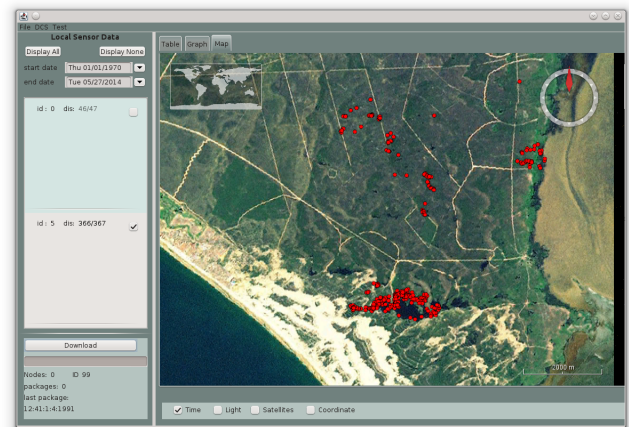 File DCS Test
Local Sensor Data
Display All Display None
start date Thu 01/01/1970
end date Tue 05/27/2014
id : 0 dis: 46/47
id : 5 dis: 366/367
Download
Nodes: 0 ID 99
packages: 0
last package:
12:41:1:4:1991
Table Graph Map
2000 m
Time Light Satellites Coordinate